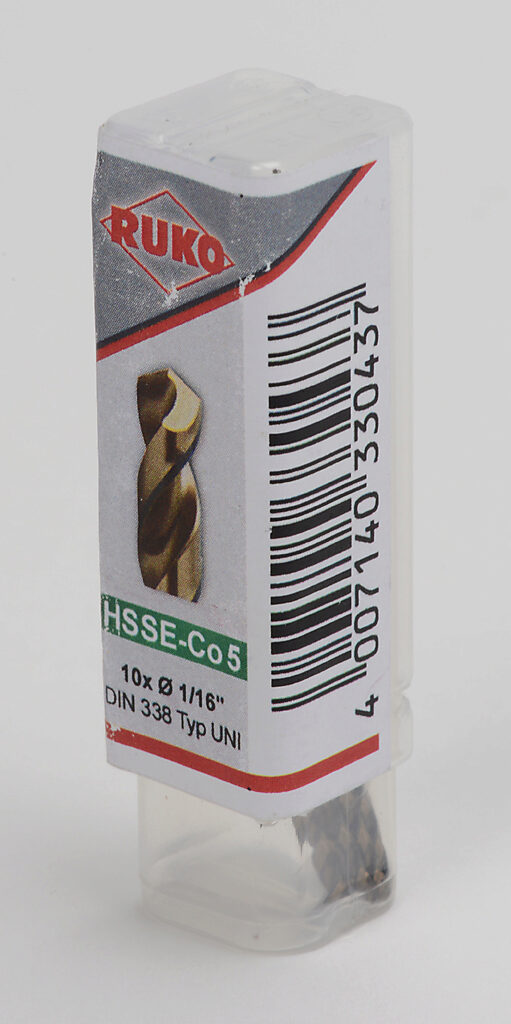 RUKO
HSSE-Co5
10x Ø 1/16"
DIN 338 Typ UNI
4 007140 330437